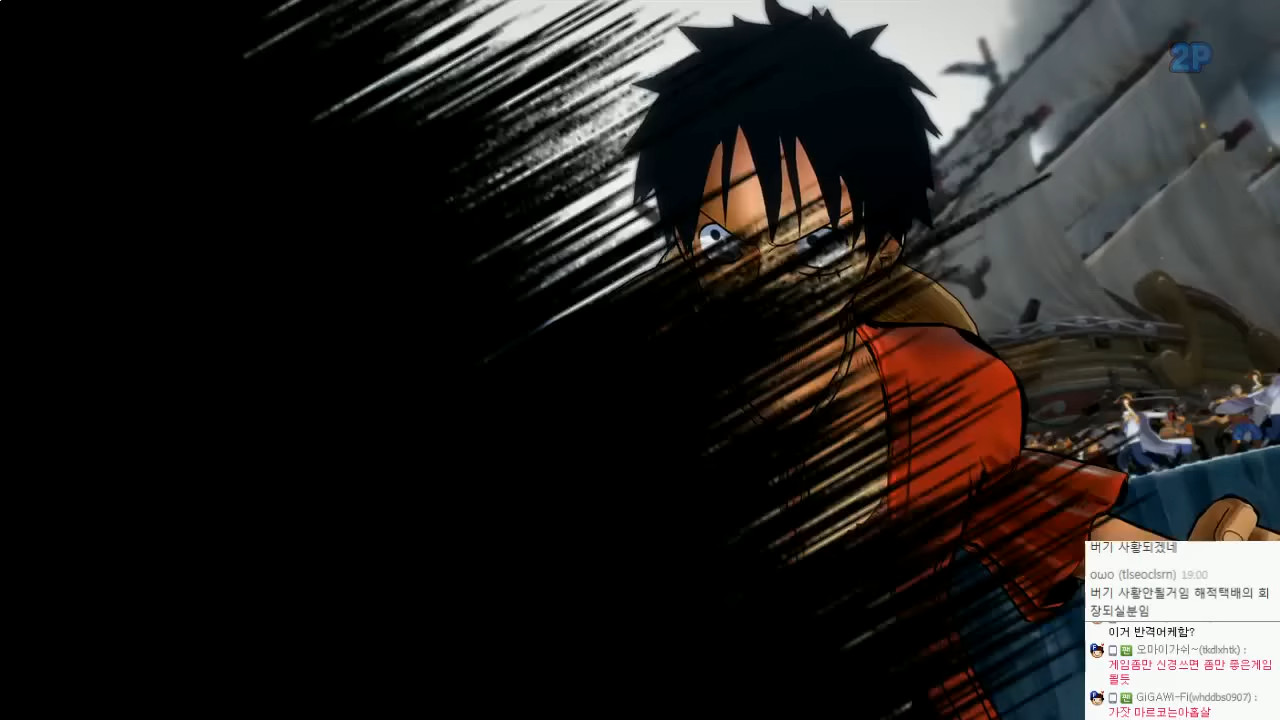 2P
버기 사황되겠네
oωo (tlseoclsrn) 19:00
버기 사황안될거임 해적택배의 회
장되실분임
이거 반격어케함?
팬 오마이가쉬~(tkdlxhtk) :
게임좀만 신경쓰면 좀만 좋은게임
될듯
팬 GiGAWi-Fi(whddbs0907) :
가잣 마르코는아홉살